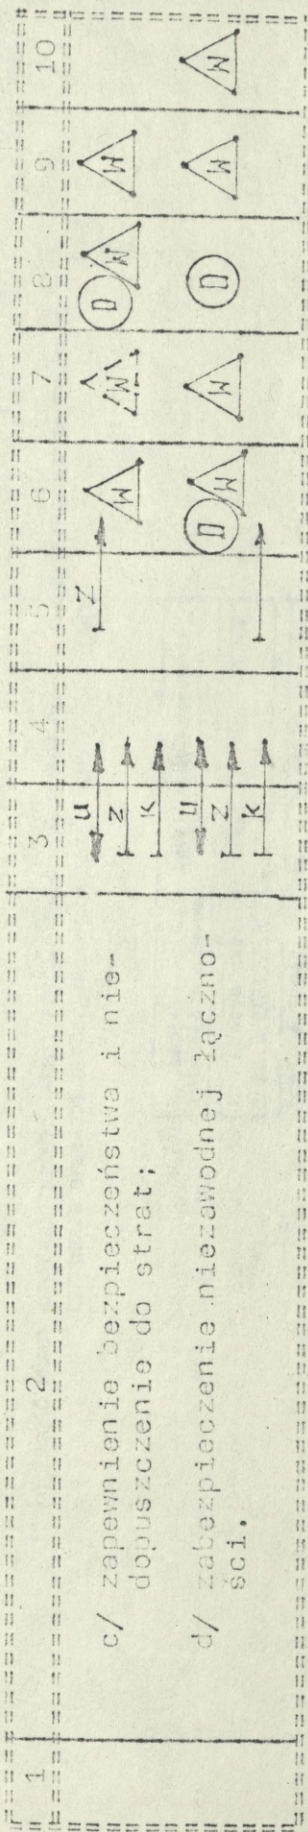 1 2 3 4 5 6 7 8 9 10
c/ zapewnienie bezpieczeństwa i nie-
dopuszczenie do strat;
u
z
k
Z
W
W
D W
W
d/ zabezpieczenie niezawodnej łączno-
ści.
u
z
k
D W
W
D
W
W